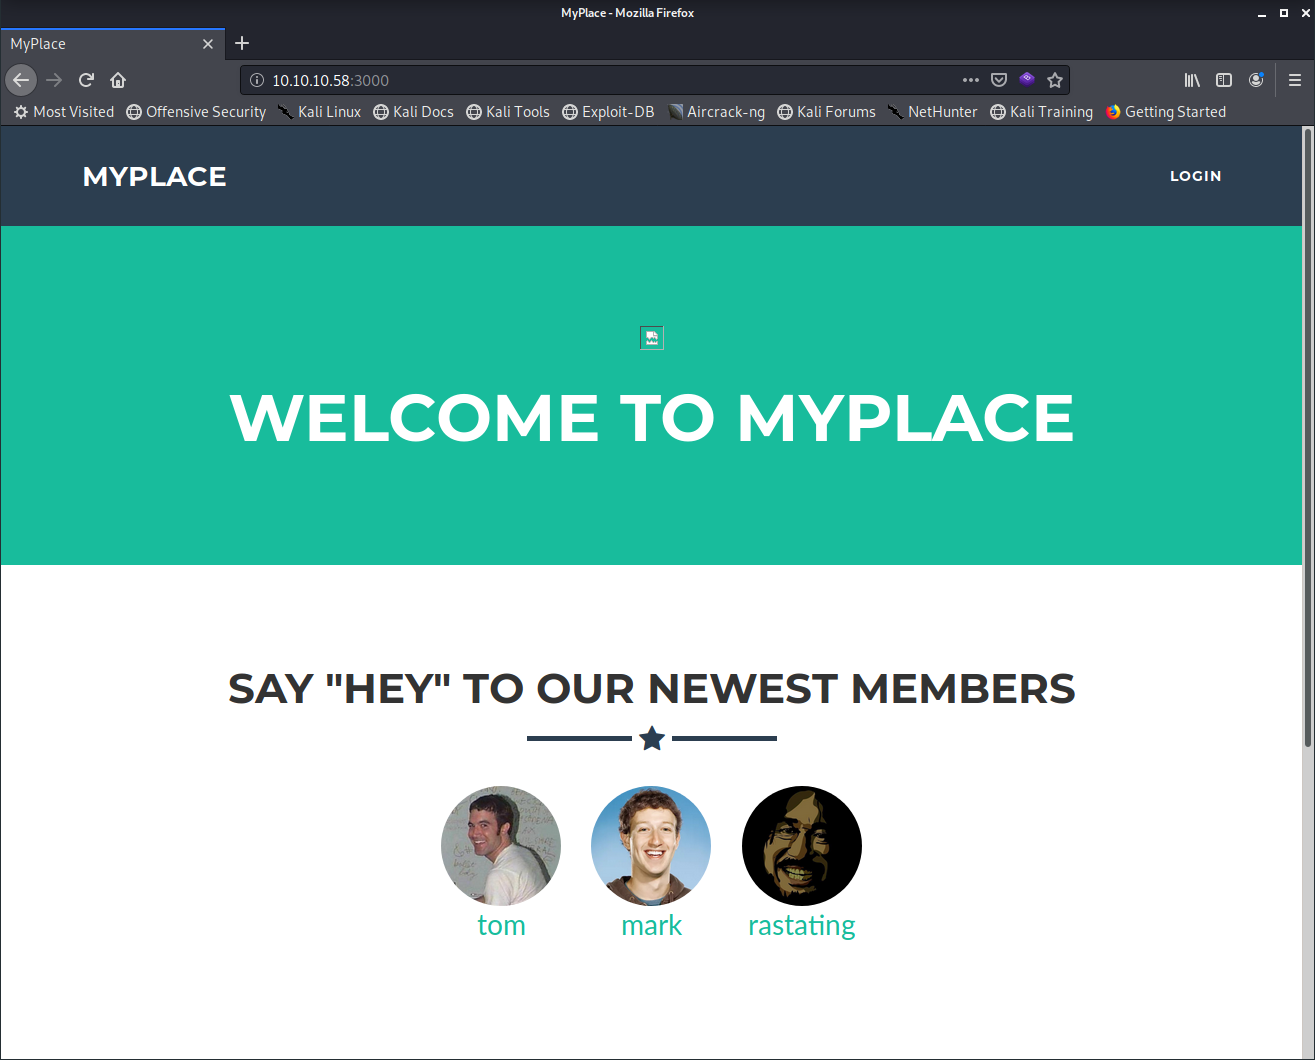 MyPlace - Mozilla Firefox
MyPlace
10.10.10.58:3000
Most Visited Offensive Security Kali Linux Kali Docs Kali Tools Exploit-DB Aircrack-ng Kali Forums NetHunter Kali Training Getting Started
MYPLACE LOGIN
WELCOME TO MYPLACE
SAY "HEY" TO OUR NEWEST MEMBERS
tom mark rastating